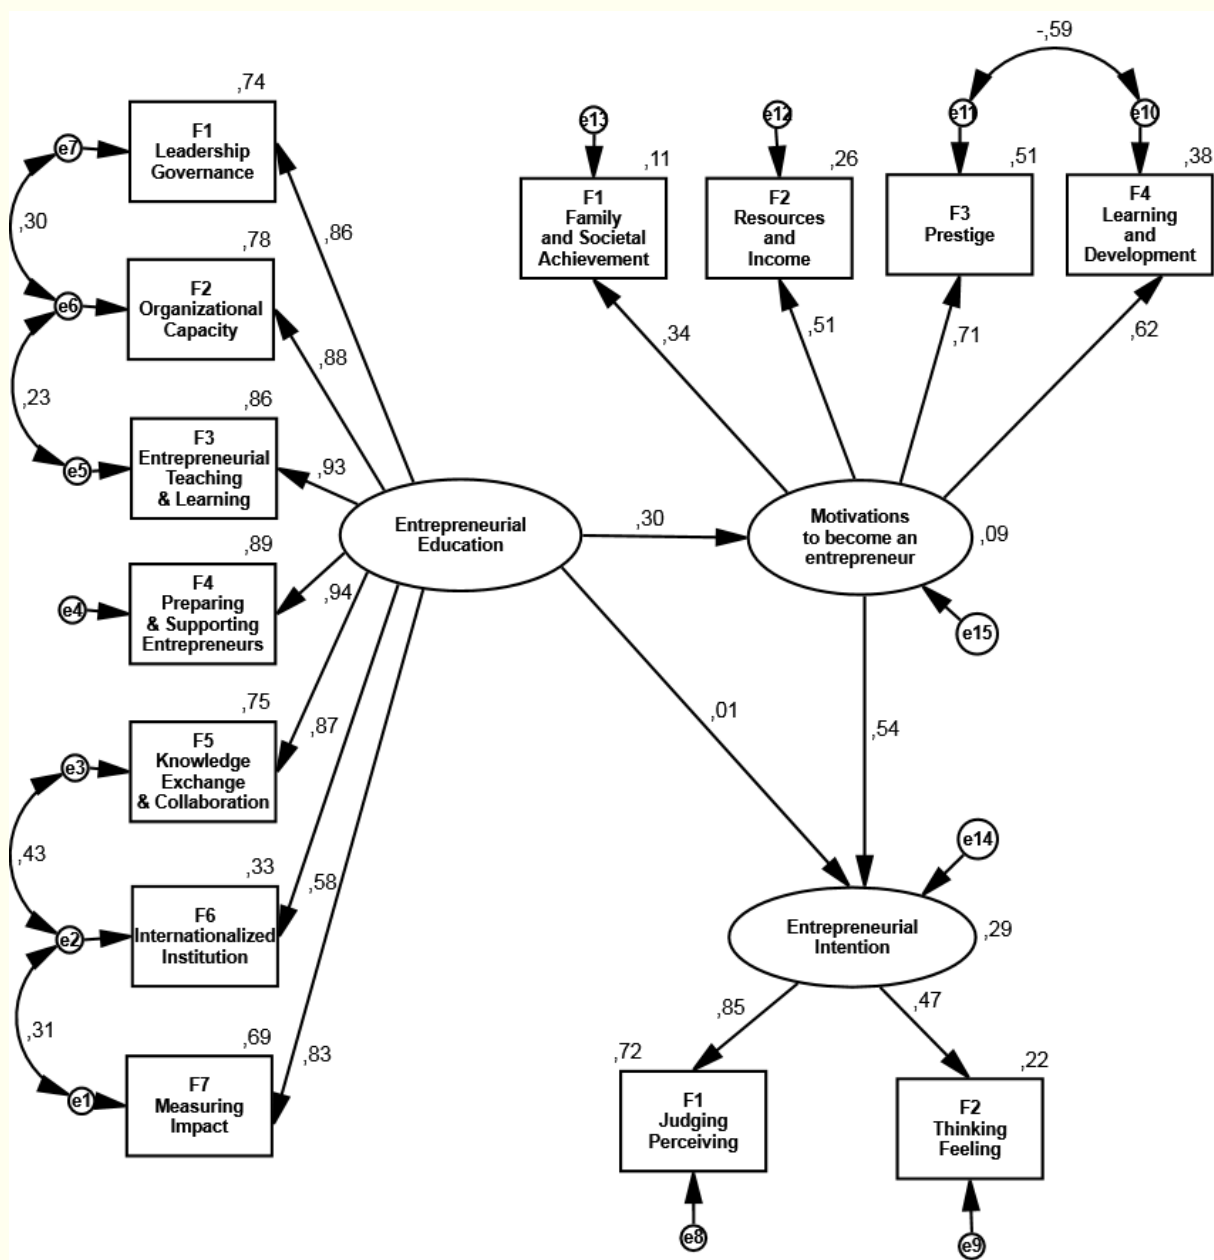 -,59
,74
e7
F1
Leadership
Governance
,30
,86
e13
e12
e11
e10
,11
F1
Family
and Societal
Achievement
,26
F2
Resources
and
Income
,51
F3
Prestige
,38
F4
Learning
and
Development
,78
e6
F2
Organizational
Capacity
,88
,34
,51
,71
,62
,23
,86
e5
F3
Entrepreneurial
Teaching
& Learning
,93
Entrepreneurial
Education
,30
Motivations
to become an
entrepreneur
,09
e15
,89
e4
F4
Preparing
& Supporting
Entrepreneurs
,94
,75
e3
F5
Knowledge
Exchange
& Collaboration
,87
,01
,54
,43
,33
e2
F6
Internationalized
Institution
,58
e14
Entrepreneurial
Intention
,29
,31
,69
e1
F7
Measuring
Impact
,83
,85
,47
,72
F1
Judging
Perceiving
,22
F2
Thinking
Feeling
e8
e9